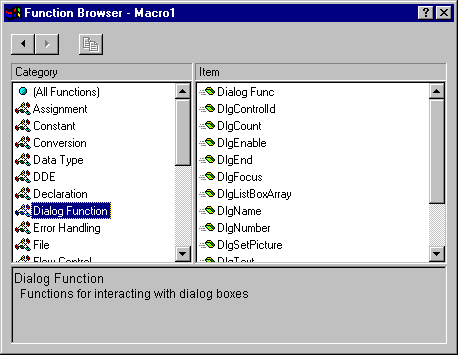 Function Browser - Macro1
Category
Item
(All Functions)
Assignment
Constant
Conversion
Data Type
DDE
Declaration
Dialog Function
Error Handling
File
Flow Control
Dialog Func
DlgControlId
DlgCount
DlgEnable
DlgEnd
DlgFocus
DlgListBoxArray
DlgName
DlgNumber
DlgSetPicture
DlgText
Dialog Function
Functions for interacting with dialog boxes